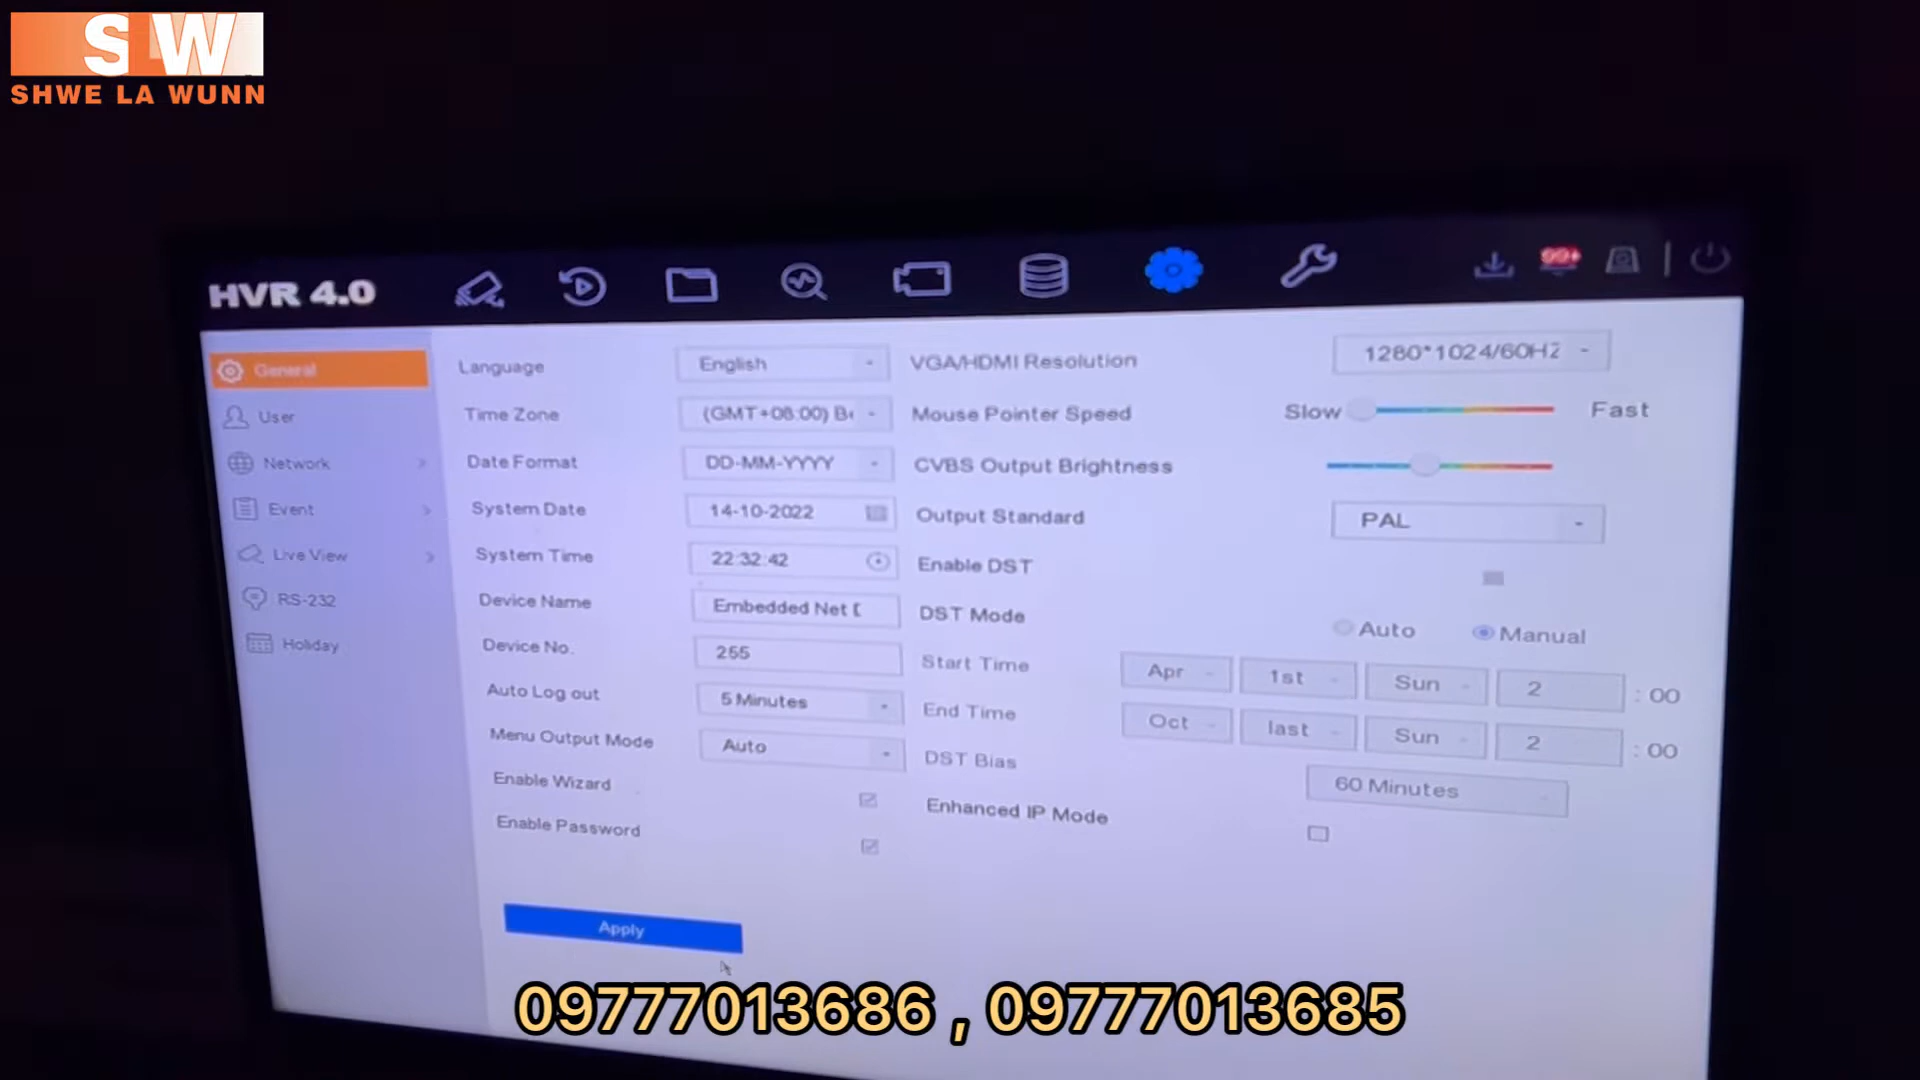 SLW
SHWE LA WUNN
HVR 4.0
99+
General
User
Network
Event
Live View
RS-232
Holiday
Language English
Time Zone (GMT+08:00) Be
Date Format DD-MM-YYYY
System Date 14-10-2022
System Time 22:32:42
Device Name Embedded Net D
Device No. 255
Auto Log out 5 Minutes
Menu Output Mode Auto
Enable Wizard
Enable Password
VGA/HDMI Resolution 1280*1024/60HZ
Mouse Pointer Speed Slow Fast
CVBS Output Brightness
Output Standard PAL
Enable DST
DST Mode Auto Manual
Start Time Apr 1st Sun 2 : 00
End Time Oct last Sun 2 : 00
DST Bias 60 Minutes
Enhanced IP Mode
Apply
09777013686 , 09777013685